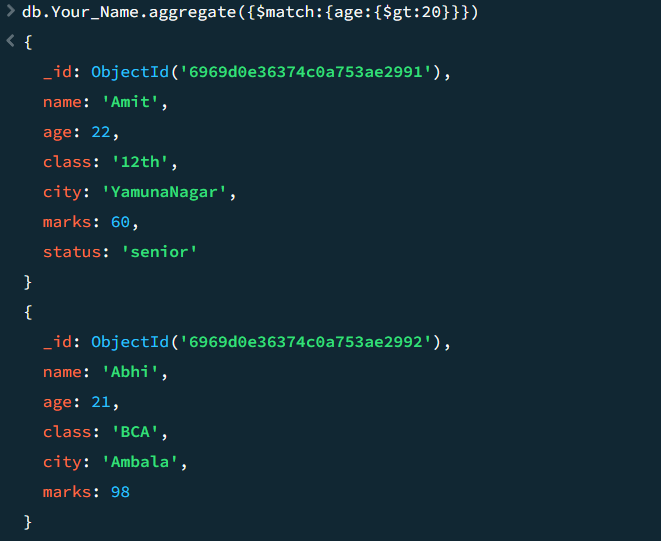 db.Your_Name.aggregate({$match:{age:{$gt:20}}})
{
_id: ObjectId('6969d0e36374c0a753ae2991'),
name: 'Amit',
age: 22,
class: '12th',
city: 'YamunaNagar',
marks: 60,
status: 'senior'
}
{
_id: ObjectId('6969d0e36374c0a753ae2992'),
name: 'Abhi',
age: 21,
class: 'BCA',
city: 'Ambala',
marks: 98
}